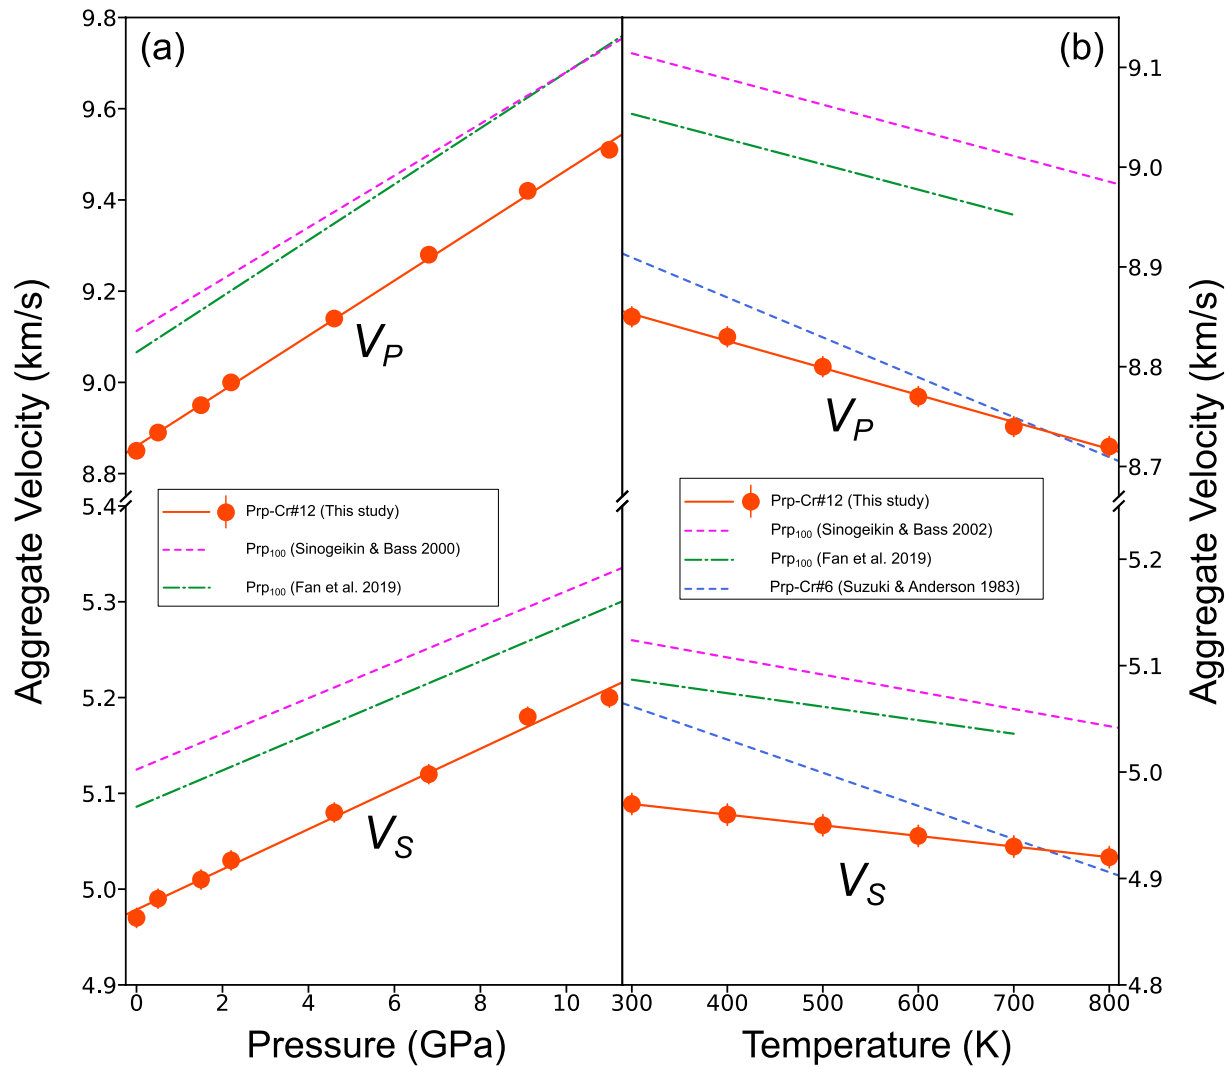 (a)
(b)
9.8
9.6
9.4
9.2
9.0
8.8
5.4
5.3
5.2
5.1
5.0
4.9
Aggregate Velocity (km/s)
V_P
V_S
Prp-Cr#12 (This study)
Prp₁₀₀ (Sinogeikin & Bass 2000)
Prp₁₀₀ (Fan et al. 2019)
0 2 4 6 8 10
Pressure (GPa)
V_P
V_S
Prp-Cr#12 (This study)
Prp₁₀₀ (Sinogeikin & Bass 2002)
Prp₁₀₀ (Fan et al. 2019)
Prp-Cr#6 (Suzuki & Anderson 1983)
300 400 500 600 700 800
Temperature (K)
9.1
9.0
8.9
8.8
8.7
5.2
5.1
5.0
4.9
4.8
Aggregate Velocity (km/s)